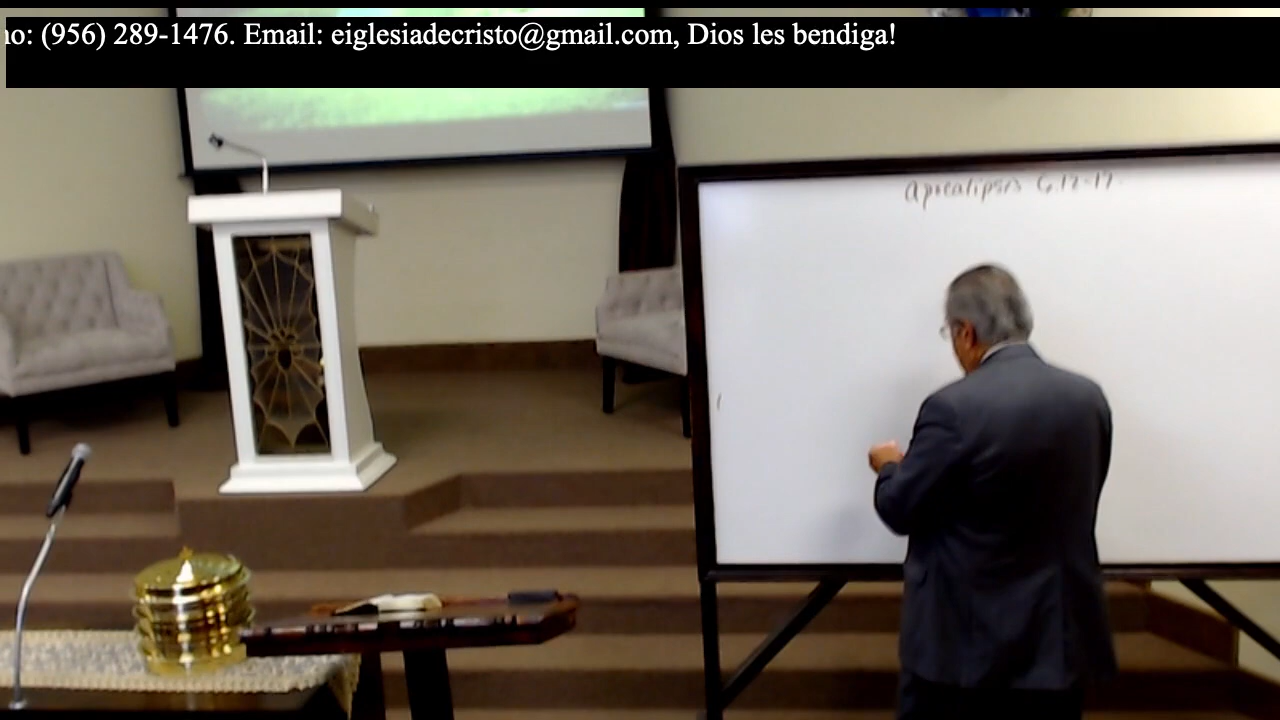 no: (956) 289-1476. Email: eiglesiadecristo@gmail.com, Dios les bendiga!
Apocalipsis 6.12-17.